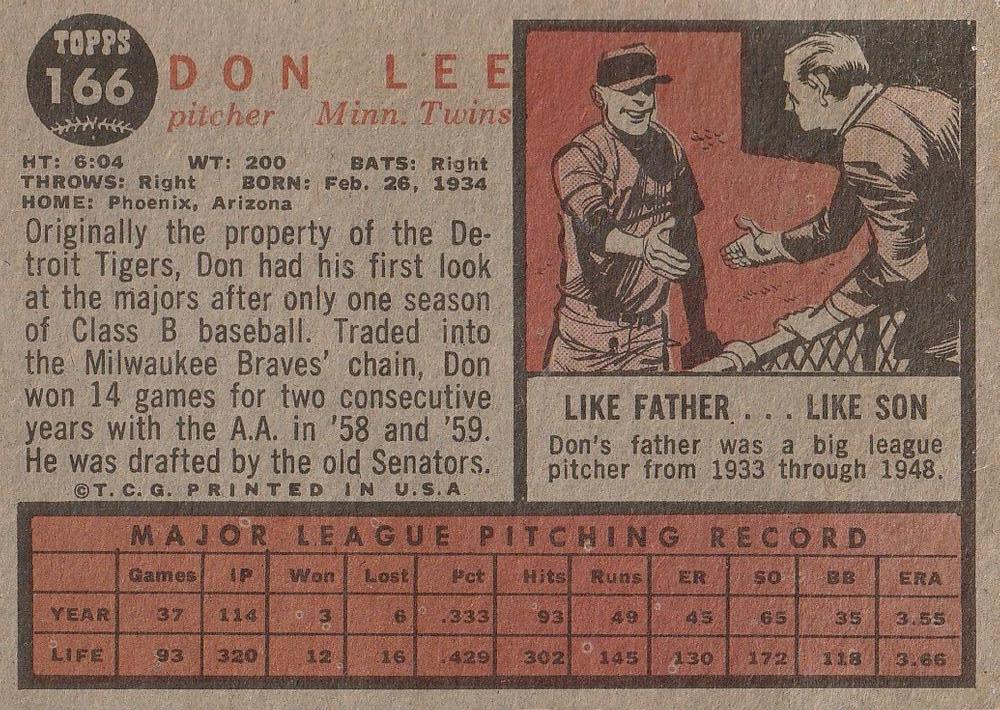 TOPPS
166
DON LEE
pitcher Minn. Twins
HT: 6:04 WT: 200 BATS: Right
THROWS: Right BORN: Feb. 26, 1934
HOME: Phoenix, Arizona
Originally the property of the De-
troit Tigers, Don had his first look
at the majors after only one season
of Class B baseball. Traded into
the Milwaukee Braves' chain, Don
won 14 games for two consecutive
years with the A.A. in '58 and '59.
He was drafted by the old Senators.
©T.C.G. PRINTED IN U.S.A
LIKE FATHER . . . LIKE SON
Don's father was a big league
pitcher from 1933 through 1948.
MAJOR LEAGUE PITCHING RECORD
Games IP Won Lost Pct Hits Runs ER SO BB ERA
YEAR 37 114 3 6 .333 93 49 45 65 35 3.55
LIFE 93 320 12 16 .429 302 145 130 172 118 3.66